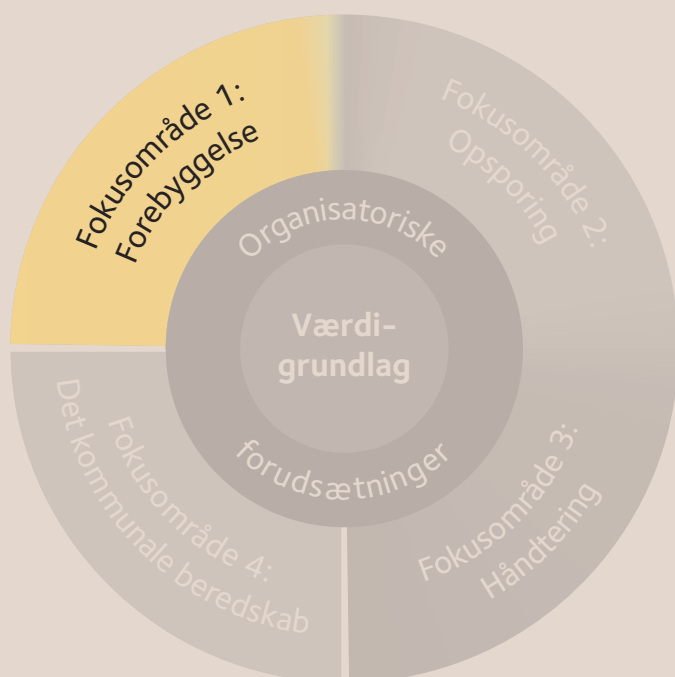 Fokusområde 1:
Forebyggelse
Fokusområde 2:
Opsporing
Organisatoriske
Værdi-
grundlag
forudsætninger
Fokusområde 3:
Håndtering
Fokusområde 4:
Det kommunale beredskab